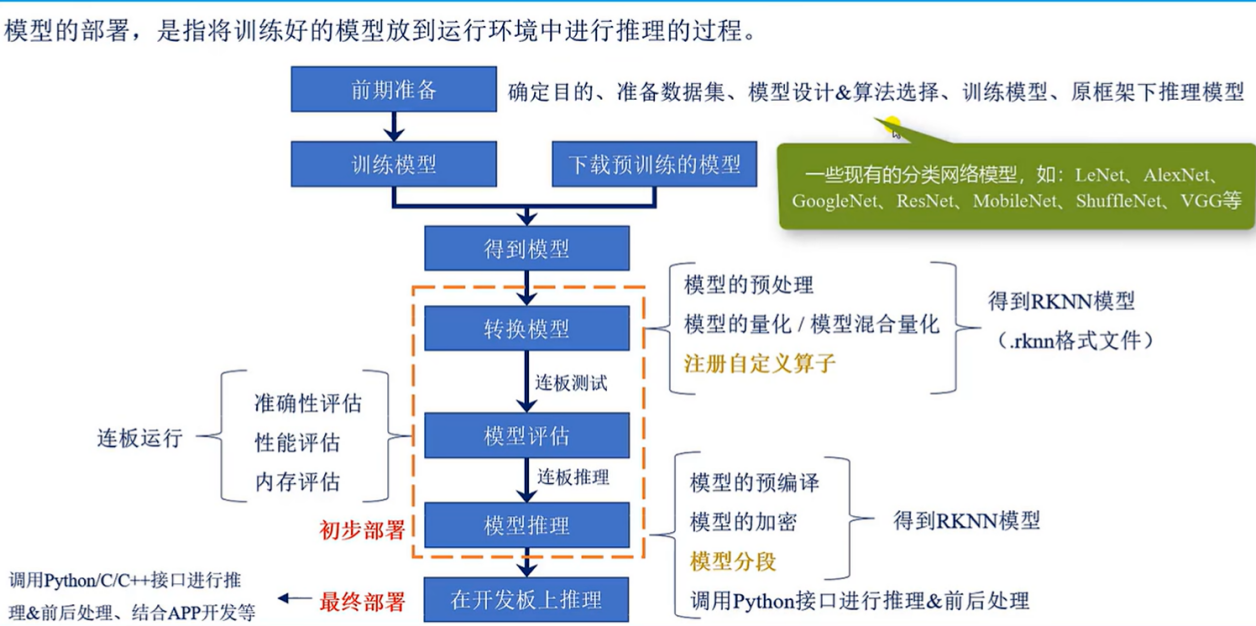 模型的部署，是指将训练好的模型放到运行环境中进行推理的过程。
前期准备
确定目的、准备数据集、模型设计&算法选择、训练模型、原框架下推理模型
训练模型
下载预训练的模型
一些现有的分类网络模型，如：LeNet、AlexNet、
GoogleNet、ResNet、MobileNet、ShuffleNet、VGG等
得到模型
转换模型
模型的预处理
模型的量化 / 模型混合量化
注册自定义算子
得到RKNN模型
（.rknn格式文件）
连板测试
连板运行
准确性评估
性能评估
内存评估
模型评估
连板推理
初步部署
模型推理
模型的预编译
模型的加密
模型分段
得到RKNN模型
调用Python接口进行推理&前后处理
调用Python/C/C++接口进行推
理&前后处理、结合APP开发等
最终部署
在开发板上推理